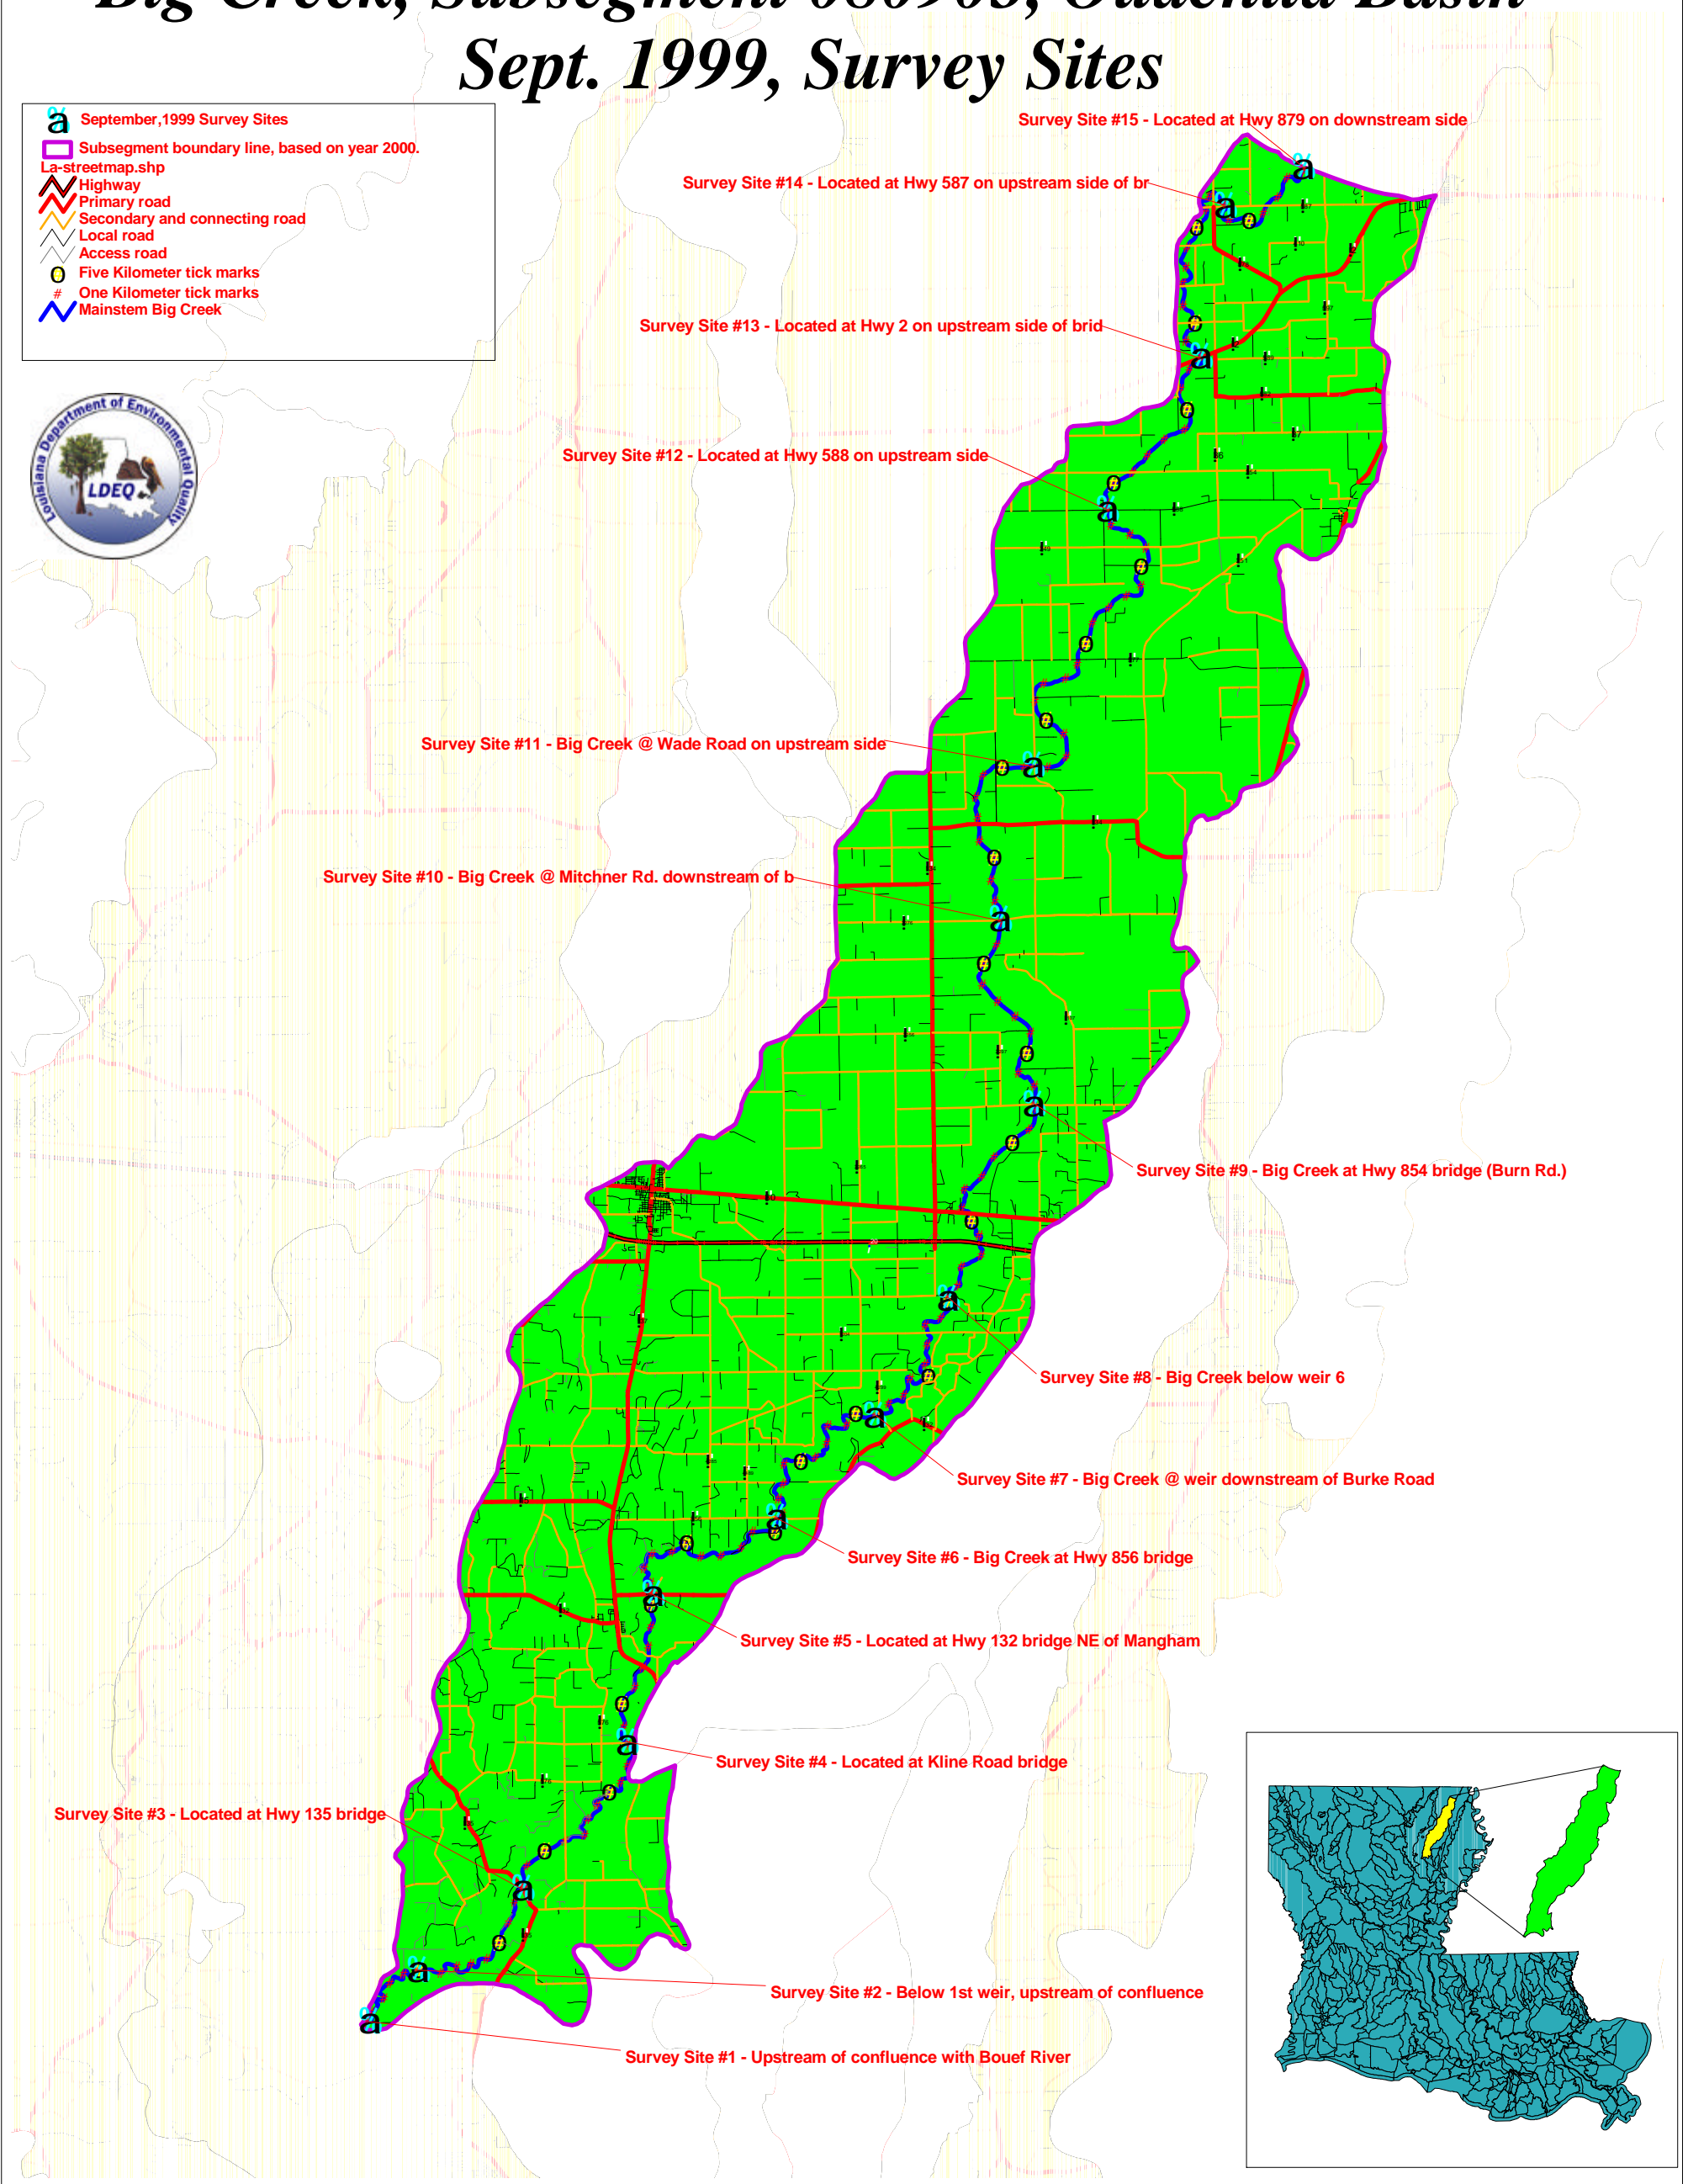 Big Creek, Subsegment 080903, Ouachita Basin
Sept. 1999, Survey Sites
a September,1999 Survey Sites
Subsegment boundary line, based on year 2000.
La-streetmap.shp
Highway
Primary road
Secondary and connecting road
Local road
Access road
0 Five Kilometer tick marks
# One Kilometer tick marks
Mainstem Big Creek
Louisiana Department of Environmental Quality
LDEQ
Survey Site #15 - Located at Hwy 879 on downstream side
Survey Site #14 - Located at Hwy 587 on upstream side of br
Survey Site #13 - Located at Hwy 2 on upstream side of brid
Survey Site #12 - Located at Hwy 588 on upstream side
Survey Site #11 - Big Creek @ Wade Road on upstream side
Survey Site #10 - Big Creek @ Mitchner Rd. downstream of b
Survey Site #9 - Big Creek at Hwy 854 bridge (Burn Rd.)
Survey Site #8 - Big Creek below weir 6
Survey Site #7 - Big Creek @ weir downstream of Burke Road
Survey Site #6 - Big Creek at Hwy 856 bridge
Survey Site #5 - Located at Hwy 132 bridge NE of Mangham
Survey Site #4 - Located at Kline Road bridge
Survey Site #3 - Located at Hwy 135 bridge
Survey Site #2 - Below 1st weir, upstream of confluence
Survey Site #1 - Upstream of confluence with Bouef River